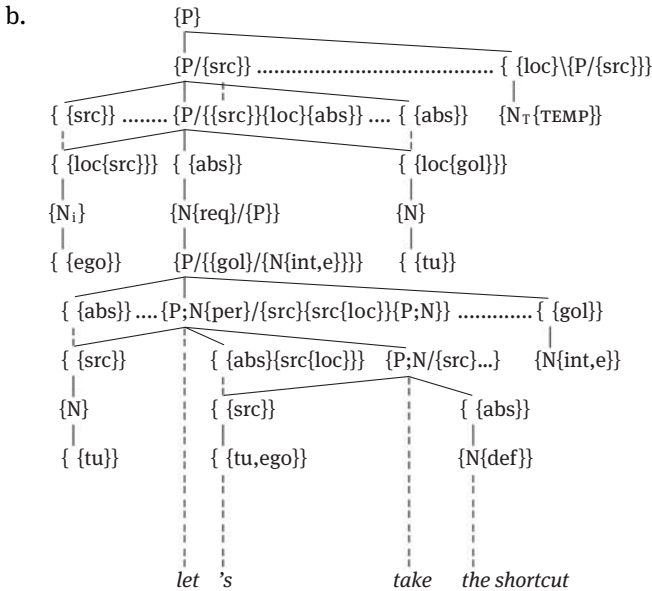 b.
{P}
{P/{src}} ................................................ { {loc}\{P/{src}}}
{ {src}} ........ {P/{{src}}{loc}{abs}} .... { {abs}} {N_T{TEMP}}
{ {loc{src}}} { {abs}} { {loc{gol}}}
{N_i} {N{req}/{P}} {N}
{ {ego}} {P/{{gol}/{N{int,e}}}} { {tu}}
{ {abs}} ....{P;N{per}/{src}{src{loc}}{P;N}} .............. { {gol}}
{ {src}} { {abs}{src{loc}}} {P;N/{src}...} {N{int,e}}
{N} { {src}} { {abs}}
{ {tu}} { {tu,ego}} {N{def}}
let 's take the shortcut